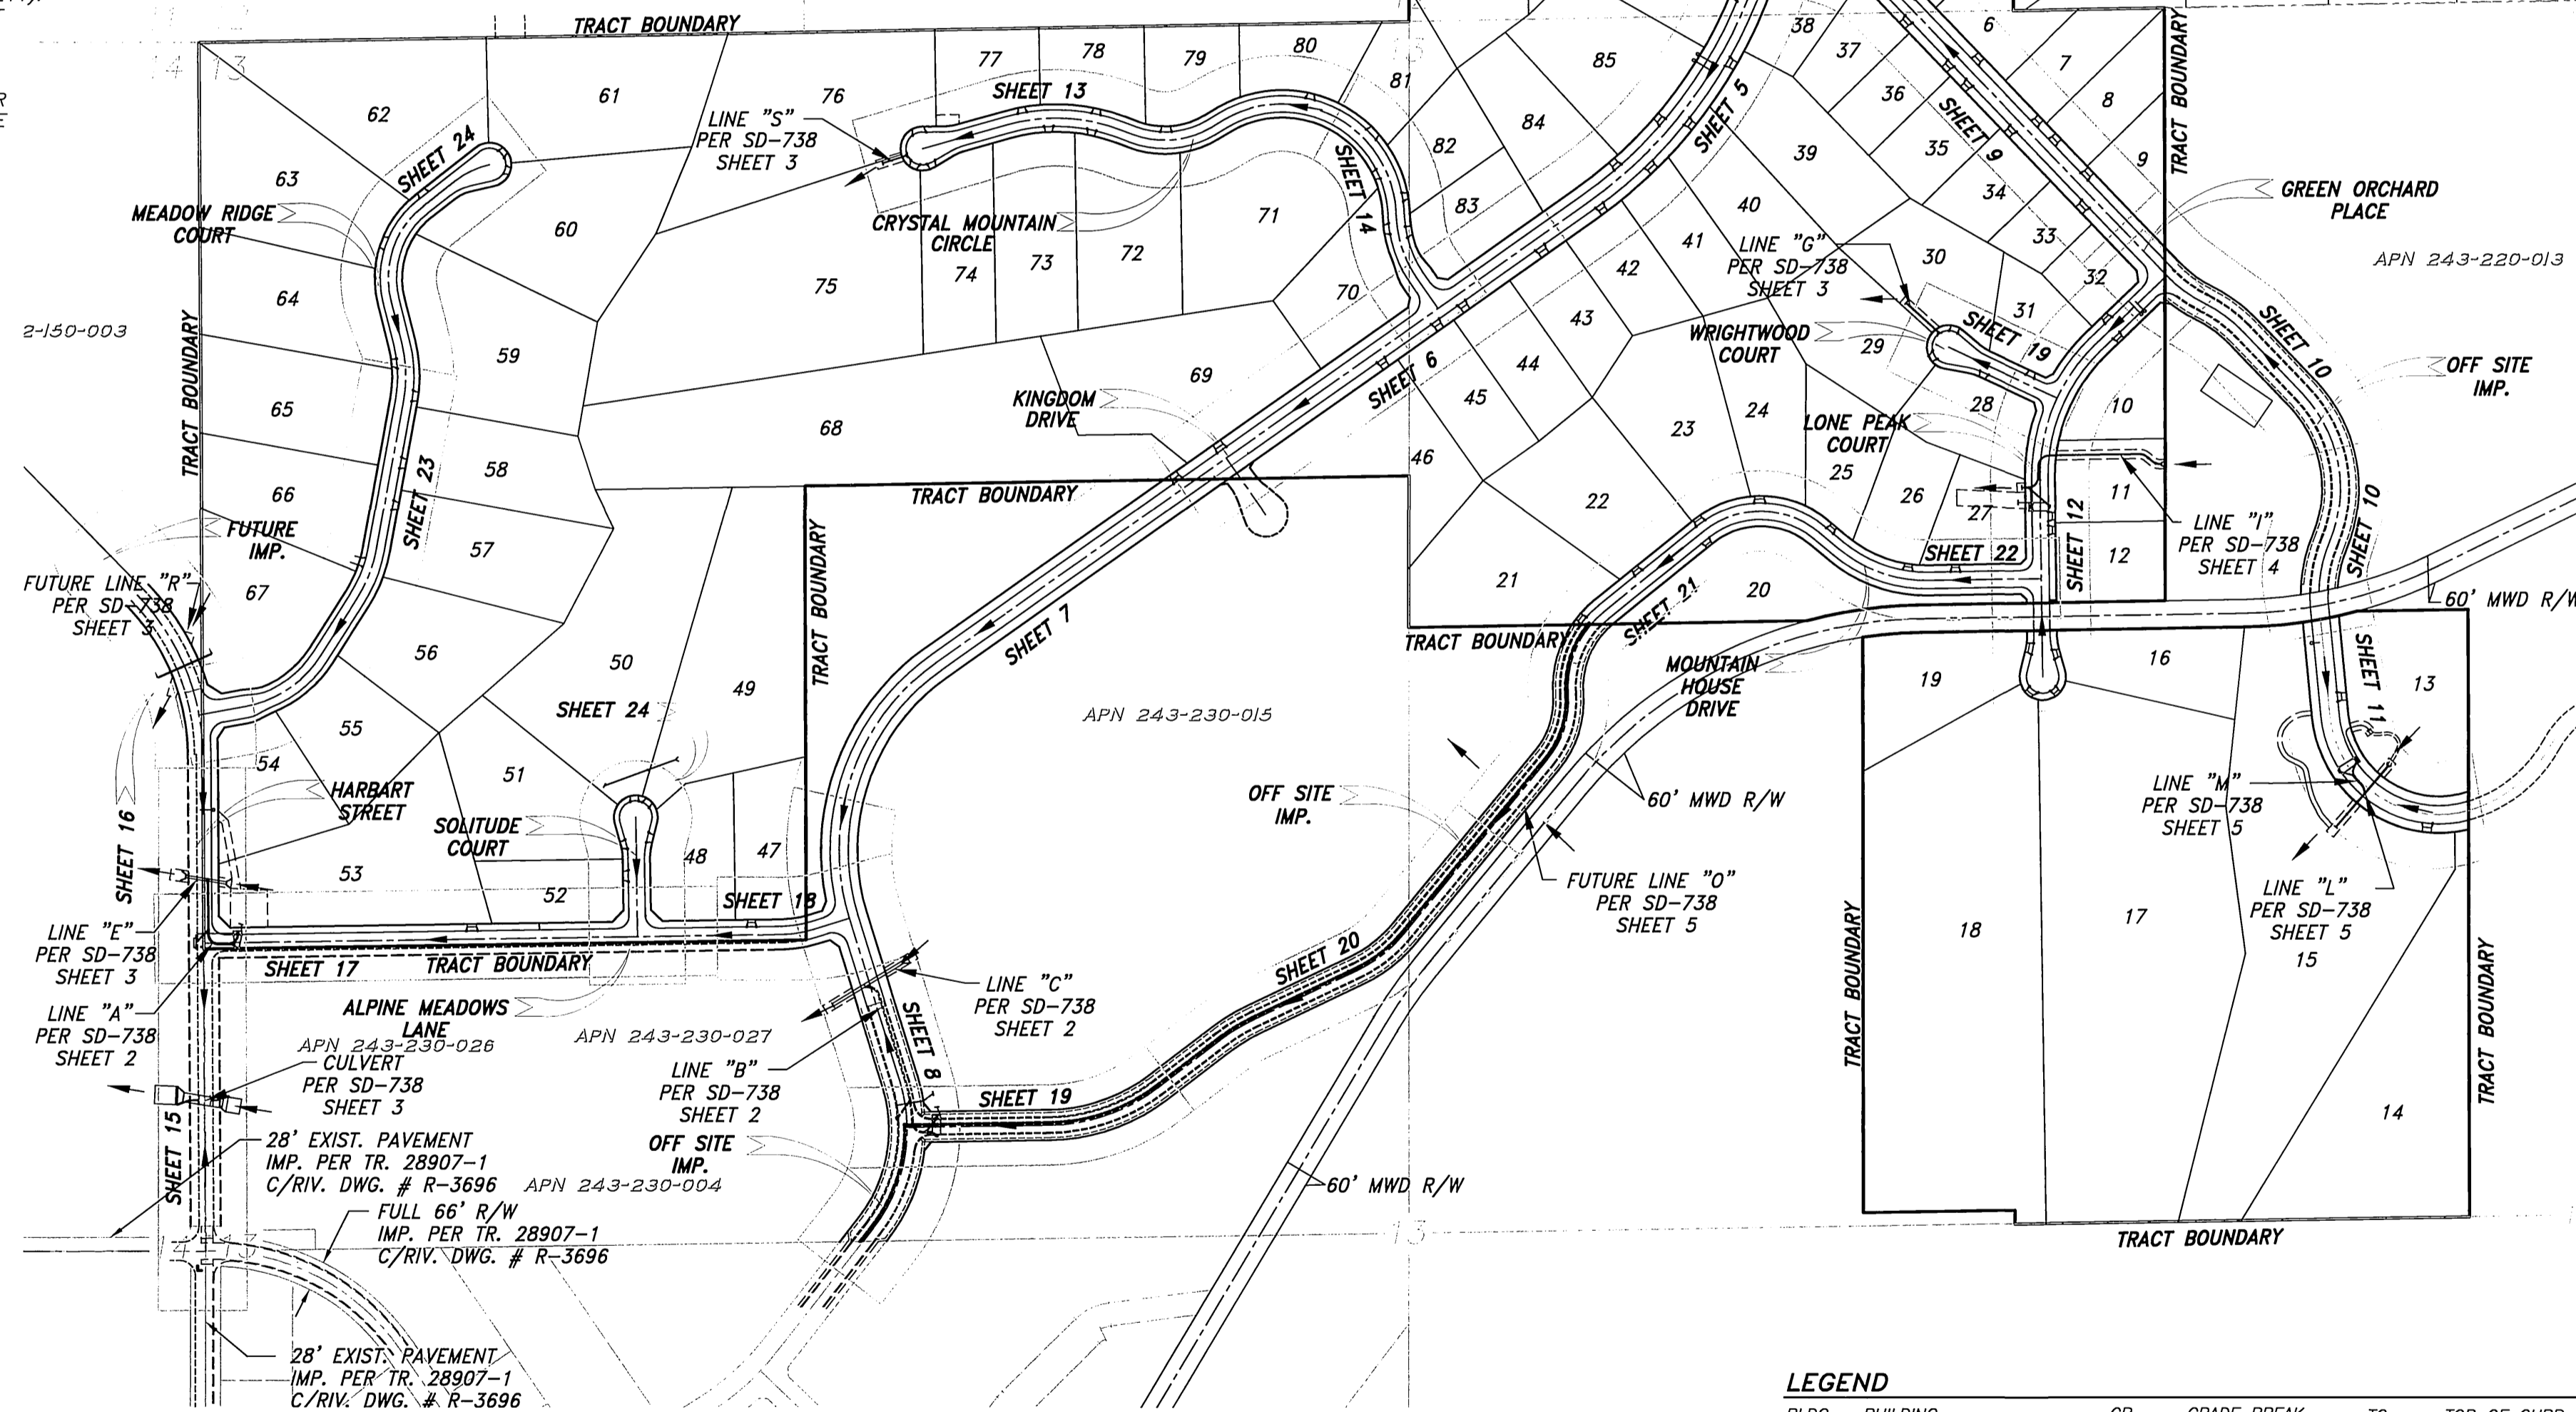 TRACT BOUNDARY
14 13
13
62
61
76
77
78
79
80
81
85
38
37
36
6
7
8
9
TRACT BOUNDARY
SHEET 13
SHEET 5
SHEET 9
SHEET 24
LINE "S"
PER SD-738
SHEET 3
84
82
83
39
35
34
63
MEADOW RIDGE
COURT
60
CRYSTAL MOUNTAIN
CIRCLE
SHEET 14
71
72
73
74
75
70
40
41
42
43
LINE "G"
PER SD-738
SHEET 3
30
33
32
31
GREEN ORCHARD
PLACE
APN 243-220-013
2-150-003
TRACT BOUNDARY
64
59
65
66
58
57
SHEET 23
68
69
KINGDOM
DRIVE
SHEET 6
44
45
46
WRIGHTWOOD
COURT
29
SHEET 19
SHEET 10
OFF SITE
IMP.
28
10
LONE PEAK
COURT
23
24
25
26
27
22
21
20
11
12
SHEET 12
SHEET 22
LINE "I"
PER SD-738
SHEET 4
SHEET 10
60' MWD R/W
FUTURE
IMP.
FUTURE LINE "R"
PER SD-738
SHEET 3
67
56
50
49
SHEET 24
55
54
51
TRACT BOUNDARY
TRACT BOUNDARY
SHEET 7
APN 243-230-015
TRACT BOUNDARY
SHEET 21
MOUNTAIN
HOUSE
DRIVE
19
16
SHEET 11
13
HARBART
STREET
SOLITUDE
COURT
48
47
53
52
SHEET 18
SHEET 16
OFF SITE
IMP.
60' MWD R/W
LINE "M"
PER SD-738
SHEET 5
FUTURE LINE "O"
PER SD-738
SHEET 5
LINE "L"
PER SD-738
SHEET 5
15
TRACT BOUNDARY
18
17
14
TRACT BOUNDARY
LINE "E"
PER SD-738
SHEET 3
LINE "A"
PER SD-738
SHEET 2
SHEET 17
TRACT BOUNDARY
ALPINE MEADOWS
LANE
APN 243-230-026
APN 243-230-027
CULVERT
PER SD-738
SHEET 3
LINE "C"
PER SD-738
SHEET 2
SHEET 8
LINE "B"
PER SD-738
SHEET 2
SHEET 20
SHEET 19
OFF SITE
IMP.
APN 243-230-004
SHEET 15
28' EXIST. PAVEMENT
IMP. PER TR. 28907-1
C/RIV. DWG. # R-3696
FULL 66' R/W
IMP. PER TR. 28907-1
C/RIV. DWG. # R-3696
60' MWD R/W
13
TRACT BOUNDARY
28' EXIST. PAVEMENT
IMP. PER TR. 28907-1
C/RIV. DWG. # R-3696
LEGEND